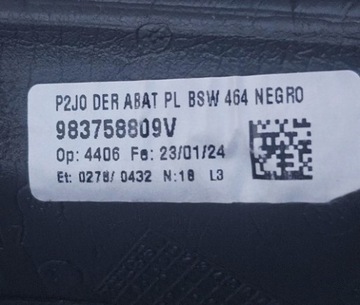 P2JO DER ABAT PL BSW 464 NEGRO
983758809V
Op: 4406 Fe: 23/01/24
Et: 0278/ 0432 N:18 L3